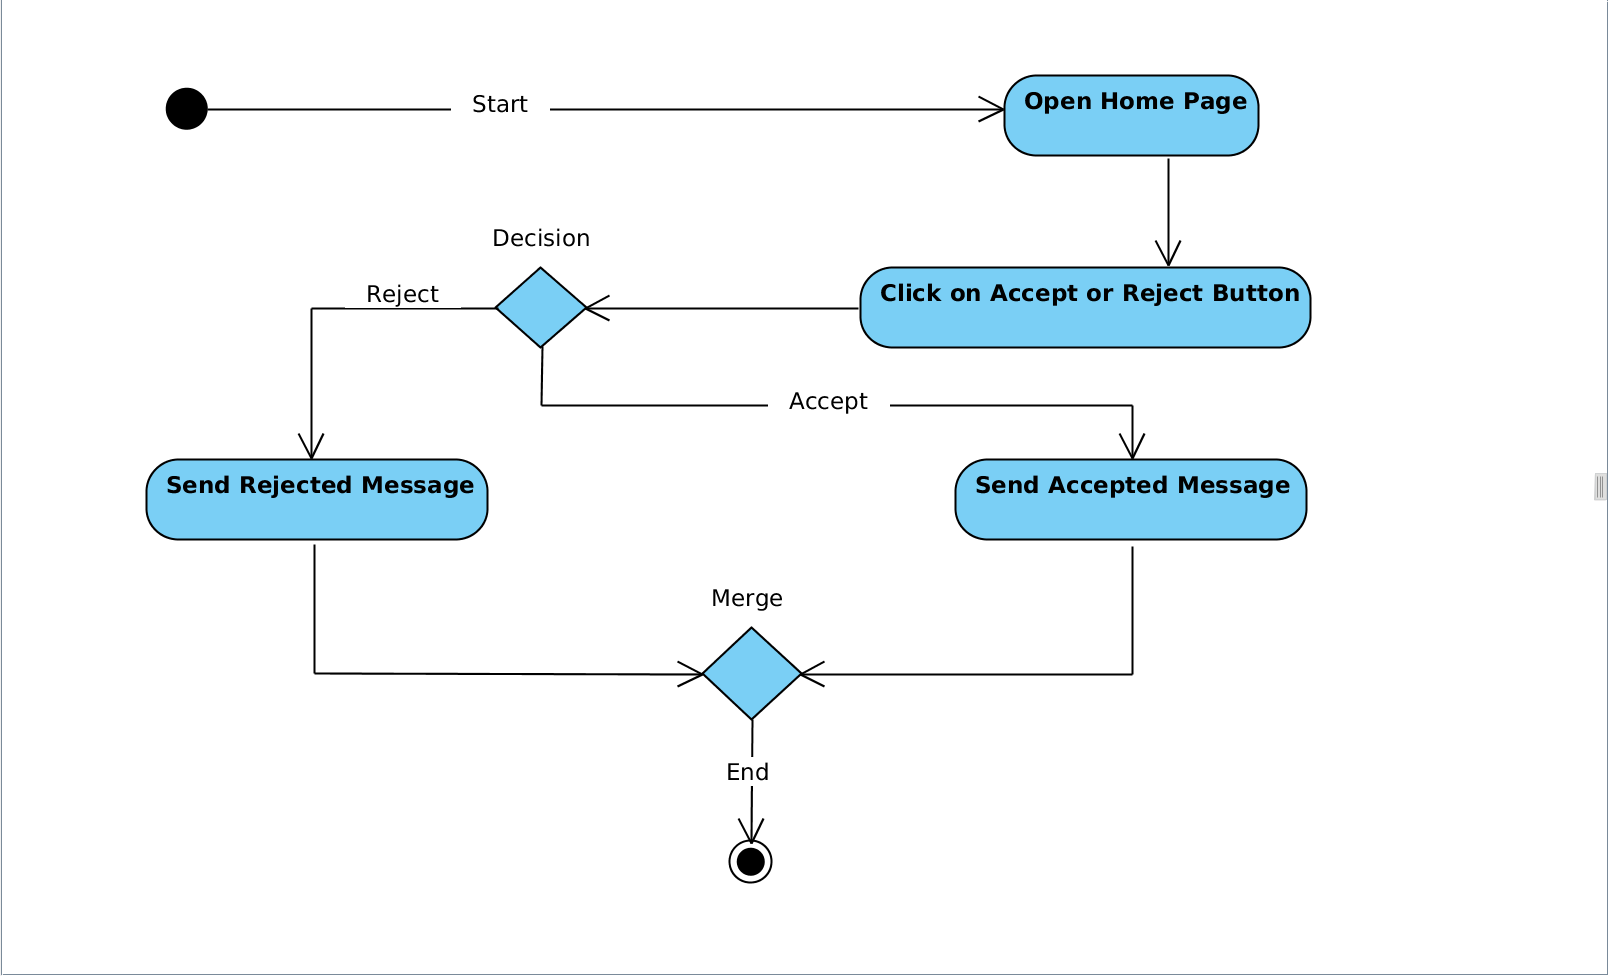 Start
Open Home Page
Decision
Reject
Click on Accept or Reject Button
Accept
Send Rejected Message
Send Accepted Message
Merge
End